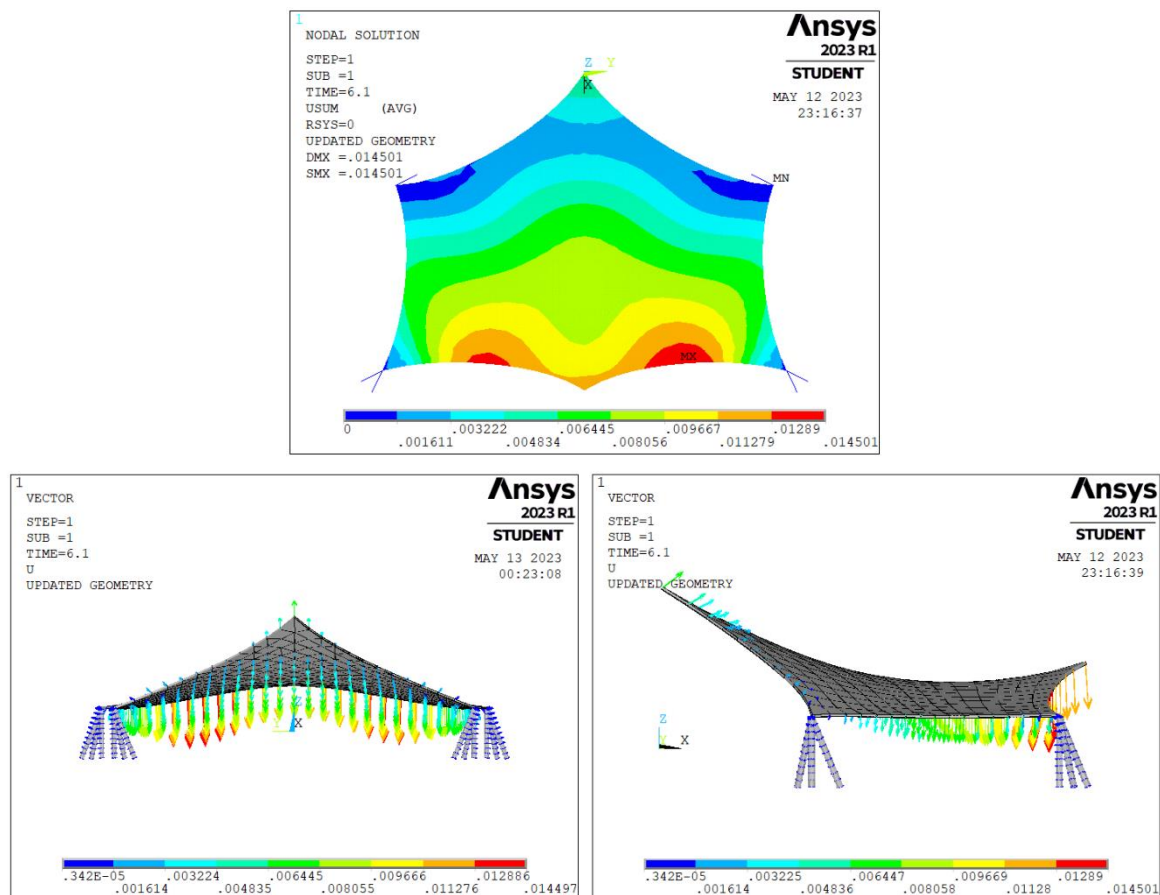 1
NODAL SOLUTION
STEP=1
SUB =1
TIME=6.1
USUM (AVG)
RSYS=0
UPDATED GEOMETRY
DMX =.014501
SMX =.014501
Ansys
2023 R1
STUDENT
MAY 12 2023
23:16:37
Z Y
X
MN
MX
0 .003222 .006445 .009667 .01289
.001611 .004834 .008056 .011279 .014501
1
VECTOR
STEP=1
SUB =1
TIME=6.1
U
UPDATED GEOMETRY
Ansys
2023 R1
STUDENT
MAY 13 2023
00:23:08
Z
Y X
.342E-05 .003224 .006445 .009666 .012886
.001614 .004835 .008055 .011276 .014497
1
VECTOR
STEP=1
SUB =1
TIME=6.1
U
UPDATED GEOMETRY
Ansys
2023 R1
STUDENT
MAY 12 2023
23:16:39
Z
Y X
.342E-05 .003225 .006447 .009669 .01289
.001614 .004836 .008058 .01128 .014501